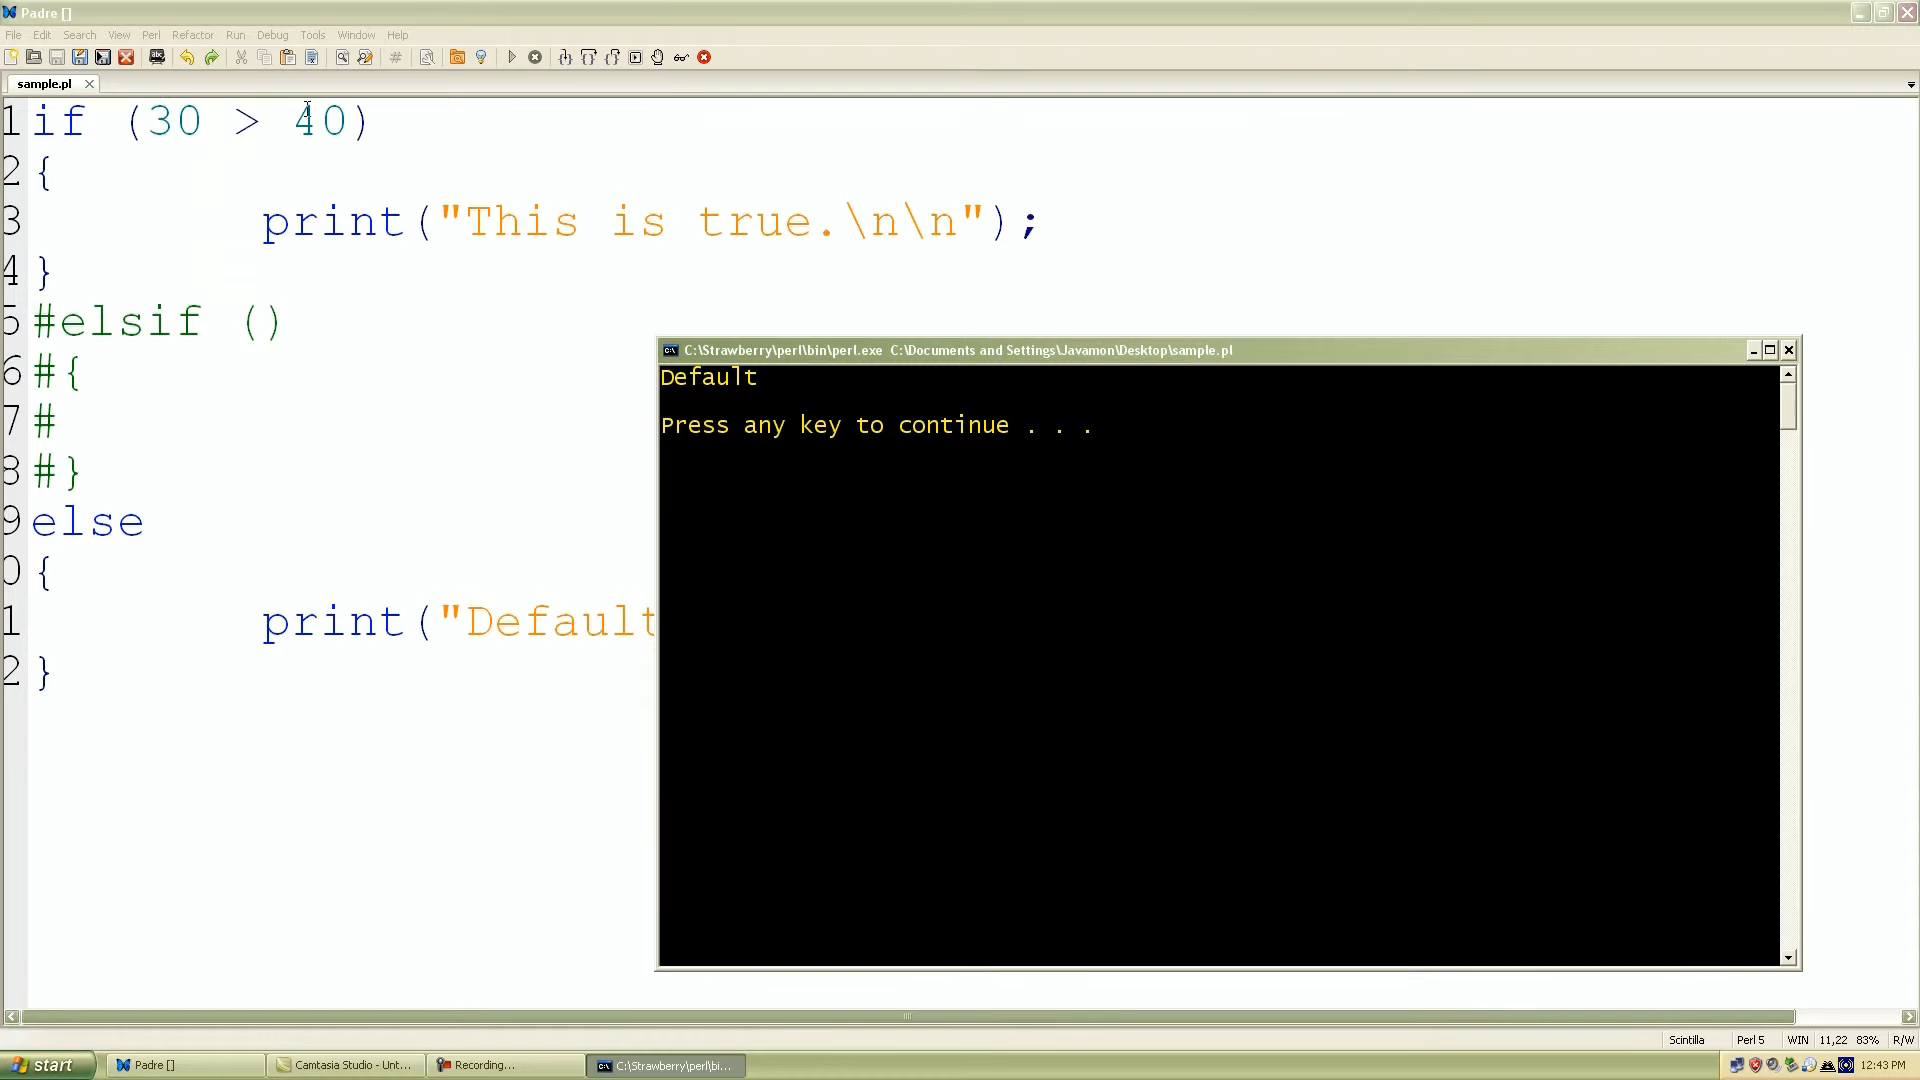 Padre []
File Edit Search View Perl Refactor Run Debug Tools Window Help
sample.pl
1 if (30 > 40)
2 {
3 print("This is true.\n\n");
4 }
5 #elsif ()
6 #{
7 #
8 #}
9 else
0 {
1 print("Default
2 }
C:\Strawberry\perl\bin\perl.exe C:\Documents and Settings\Javamon\Desktop\sample.pl
Default
Press any key to continue . . .
Scintilla Perl 5 WIN 11,22 83% R/W
start Padre [] Camtasia Studio - Unt... Recording... C:\Strawberry\perl\bi... 12:43 PM